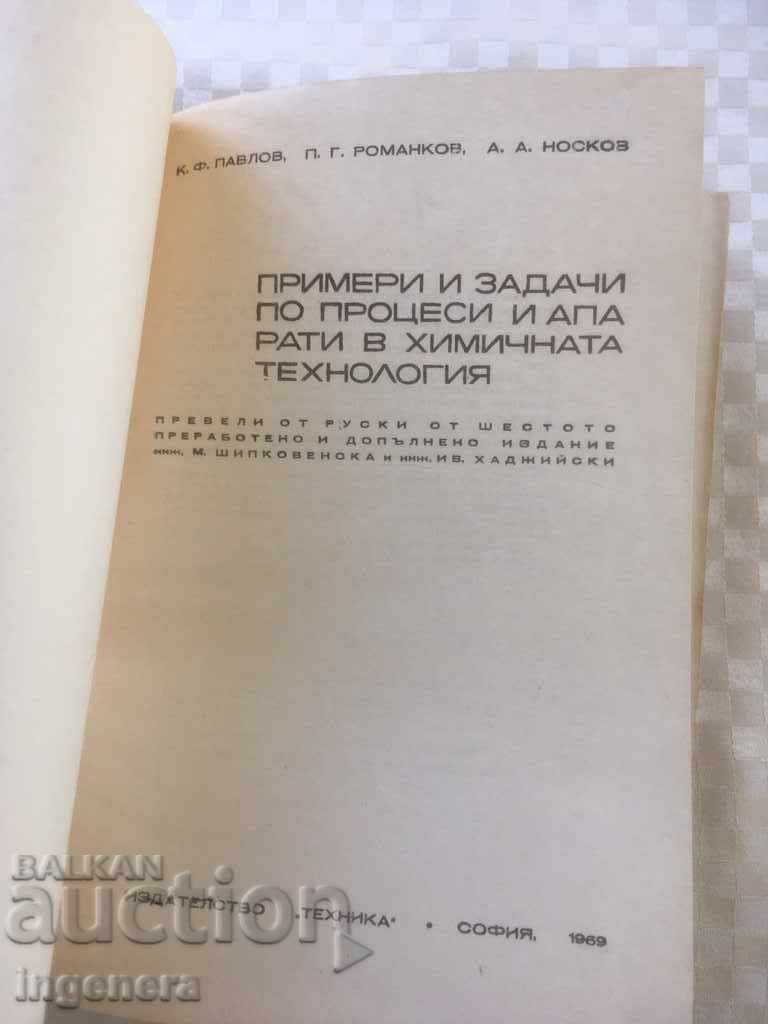 К. Ф. ПАВЛОВ, П. Г. РОМАНКОВ, А. А. НОСКОВ
ПРИМЕРИ И ЗАДАЧИ
ПО ПРОЦЕСИ И АПА
РАТИ В ХИМИЧНАТА
ТЕХНОЛОГИЯ
ПРЕВЕЛИ ОТ РУСКИ ОТ ШЕСТОТО
ПРЕРАБОТЕНО И ДОПЪЛНЕНО ИЗДАНИЕ
инж. М. ШИПКОВЕНСКА И инж. ИВ. ХАДЖИЙСКИ
ИЗДАТЕЛСТВО „ТЕХНИКА“ • СОФИЯ, 1969
BALKAN
auction
ingenera